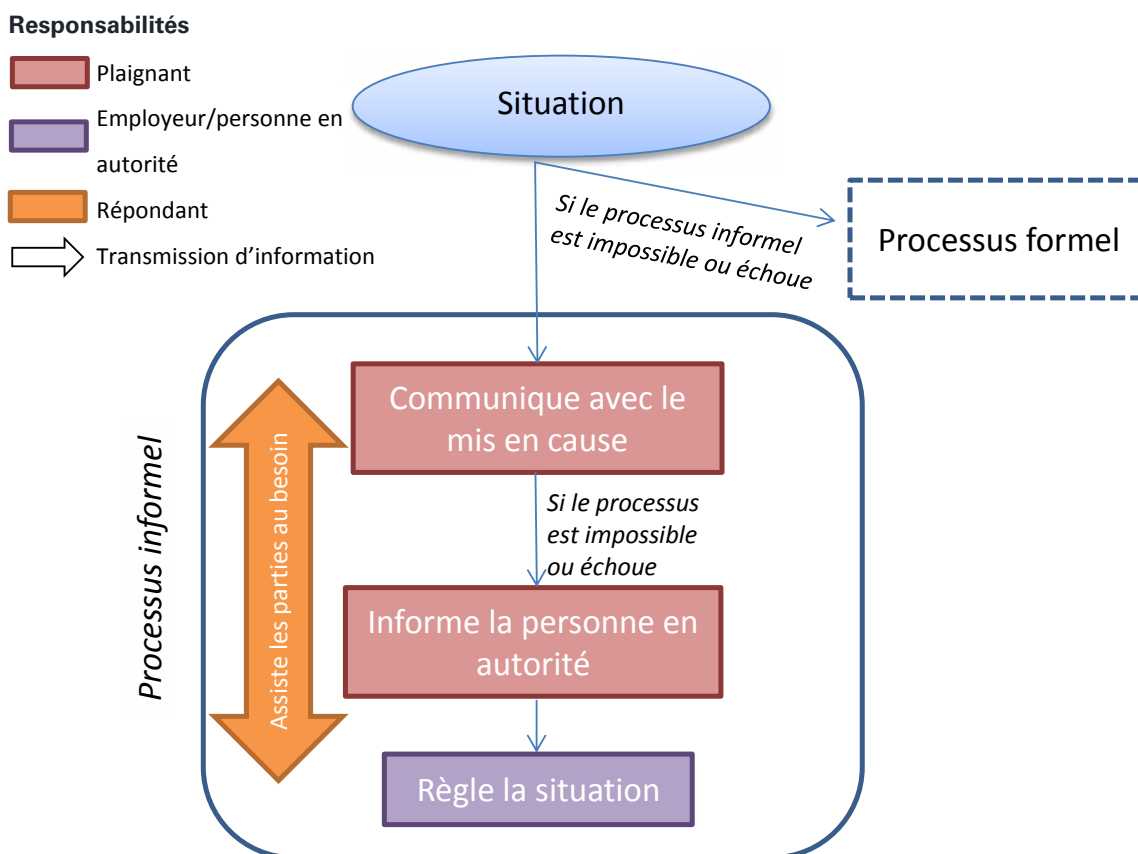 Responsabilités
Plaignant
Employeur/personne en
autorité
Répondant
Transmission d’information
Situation
Si le processus informel
est impossible ou échoue
Processus formel
Processus informel
Assiste les parties au besoin
Communique avec le
mis en cause
Si le processus
est impossible
ou échoue
Informe la personne en
autorité
Règle la situation